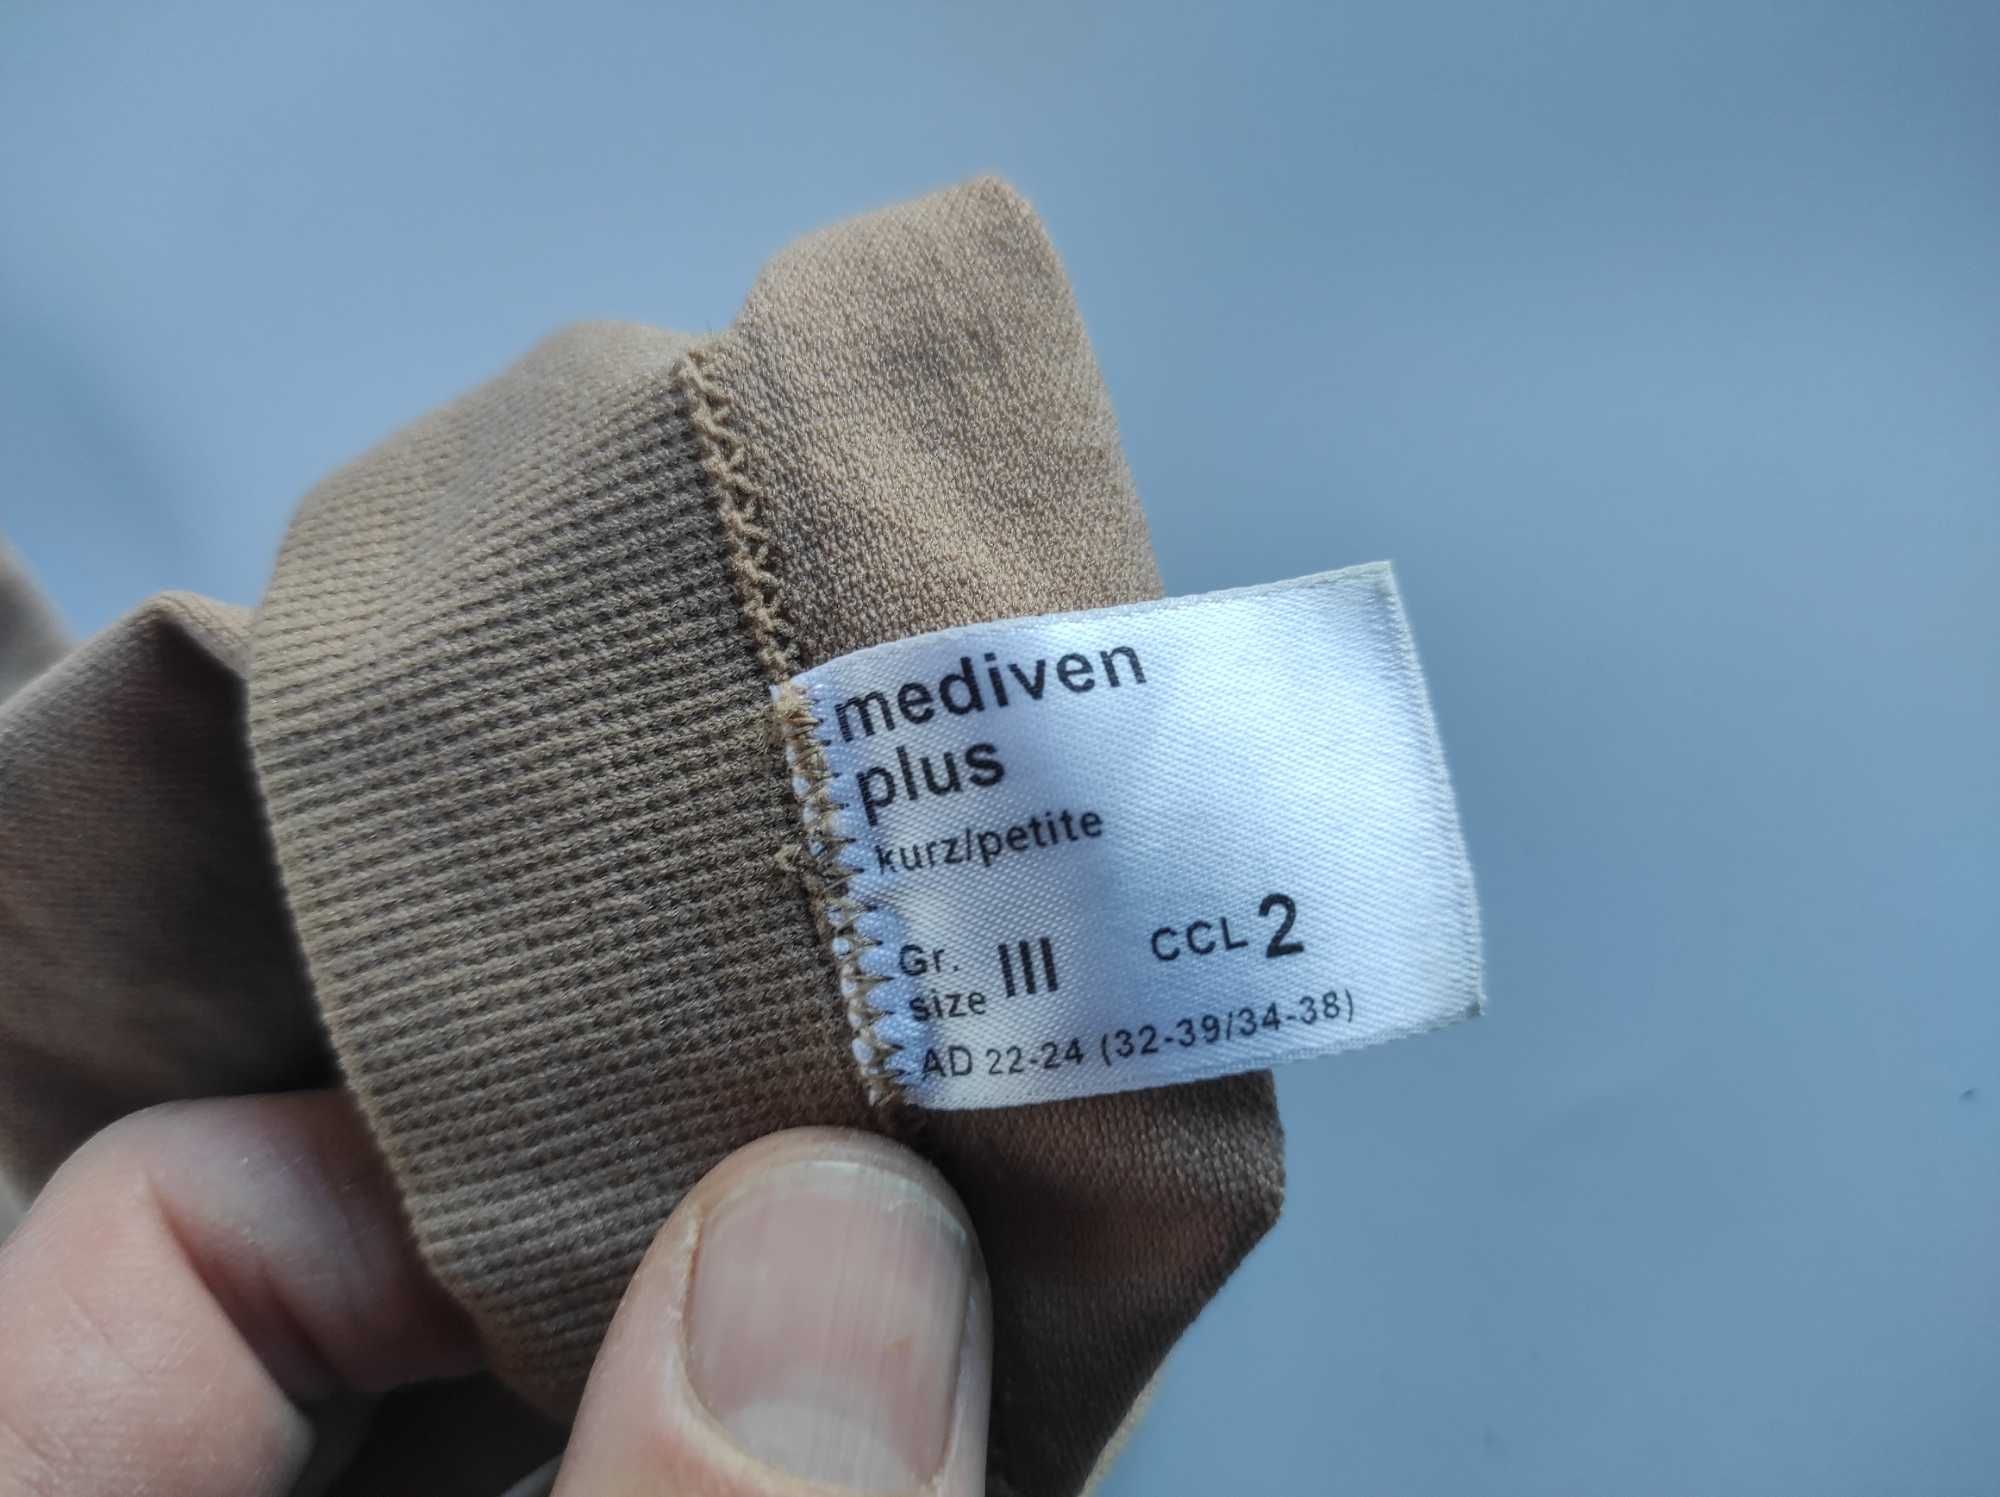 mediven
plus
kurz/petite
Gr.
size III CCL 2
AD 22-24 (32-39/34-38)